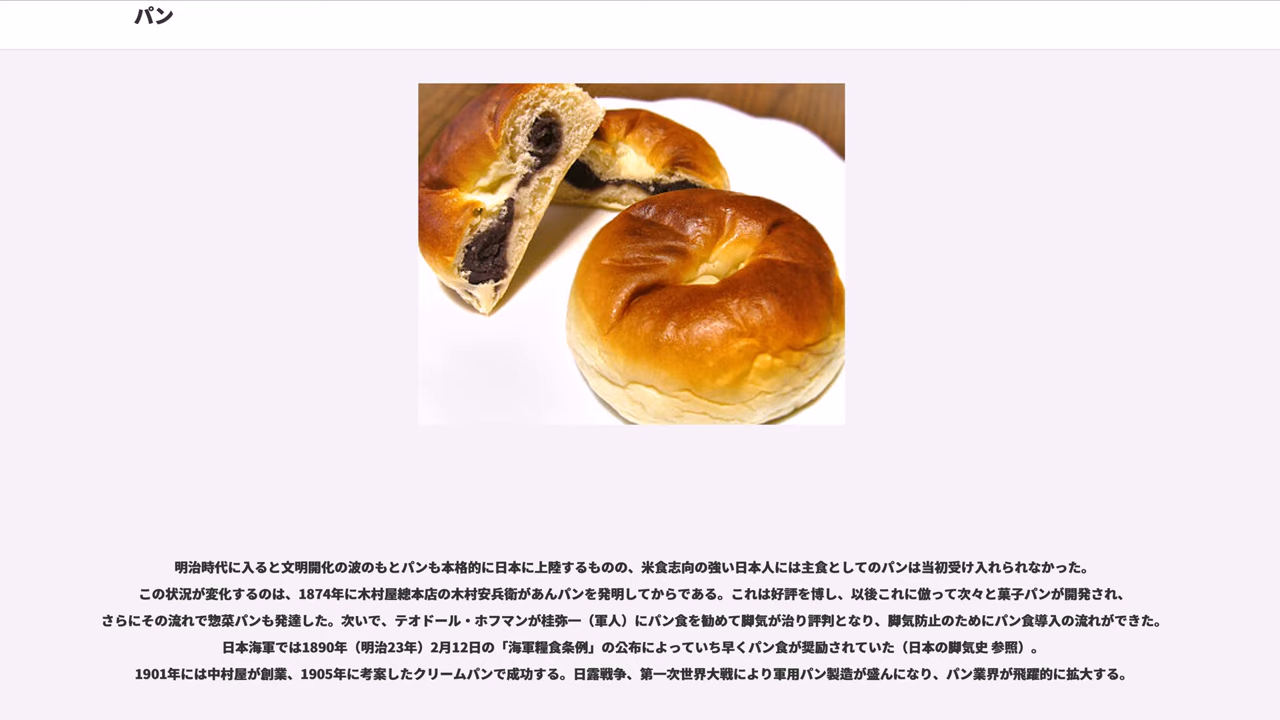 パン
明治時代に入ると文明開化の波のもとパンも本格的に日本に上陸するものの、米食志向の強い日本人には主食としてのパンは当初受け入れられなかった。
この状況が変化するのは、1874年に木村屋總本店の木村安兵衛があんパンを発明してからである。これは好評を博し、以後これに倣って次々と菓子パンが開発され、
さらにその流れで惣菜パンも発達した。次いで、テオドール・ホフマンが桂弥一（軍人）にパン食を勧めて脚気が治り評判となり、脚気防止のためにパン食導入の流れができた。
日本海軍では1890年（明治23年）2月12日の「海軍糧食条例」の公布によっていち早くパン食が奨励されていた（日本の脚気史 参照）。
1901年には中村屋が創業、1905年に考案したクリームパンで成功する。日露戦争、第一次世界大戦により軍用パン製造が盛んになり、パン業界が飛躍的に拡大する。